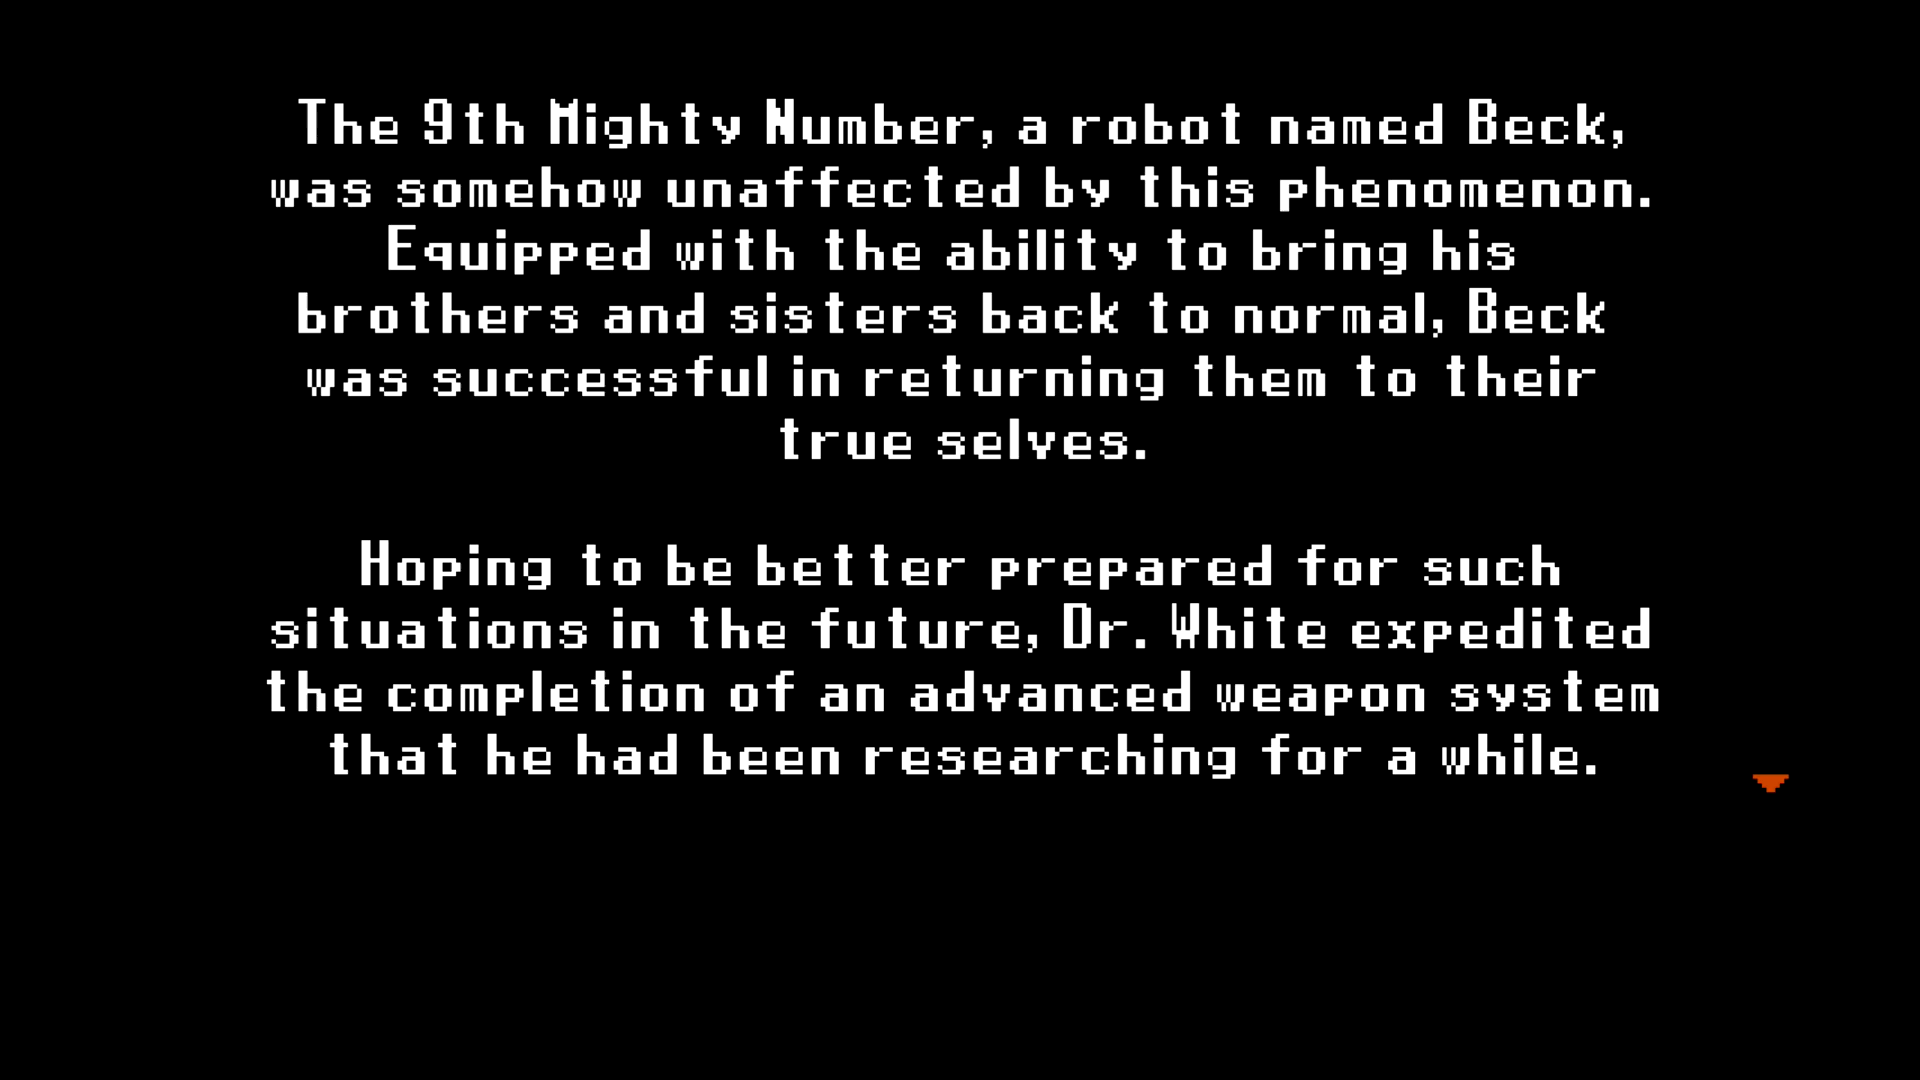 The 9th Mighty Number, a robot named Beck,
was somehow unaffected by this phenomenon.
Equipped with the ability to bring his
brothers and sisters back to normal, Beck
was successful in returning them to their
true selves.
Hoping to be better prepared for such
situations in the future, Dr. White expedited
the completion of an advanced weapon system
that he had been researching for a while.